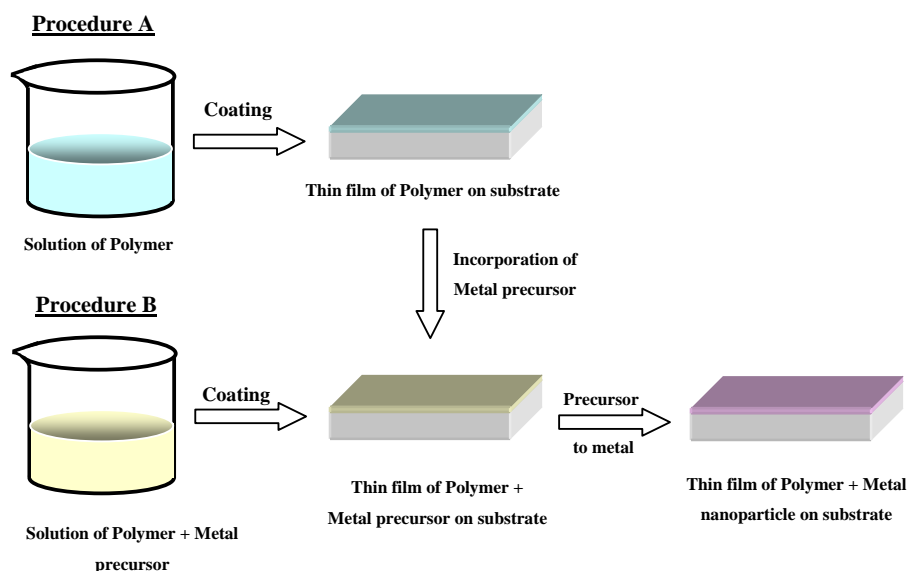 Procedure A
Coating
Thin film of Polymer on substrate
Solution of Polymer
Incorporation of
Metal precursor
Procedure B
Coating
Precursor
to metal
Thin film of Polymer +
Metal precursor on substrate
Thin film of Polymer + Metal
nanoparticle on substrate
Solution of Polymer + Metal
precursor